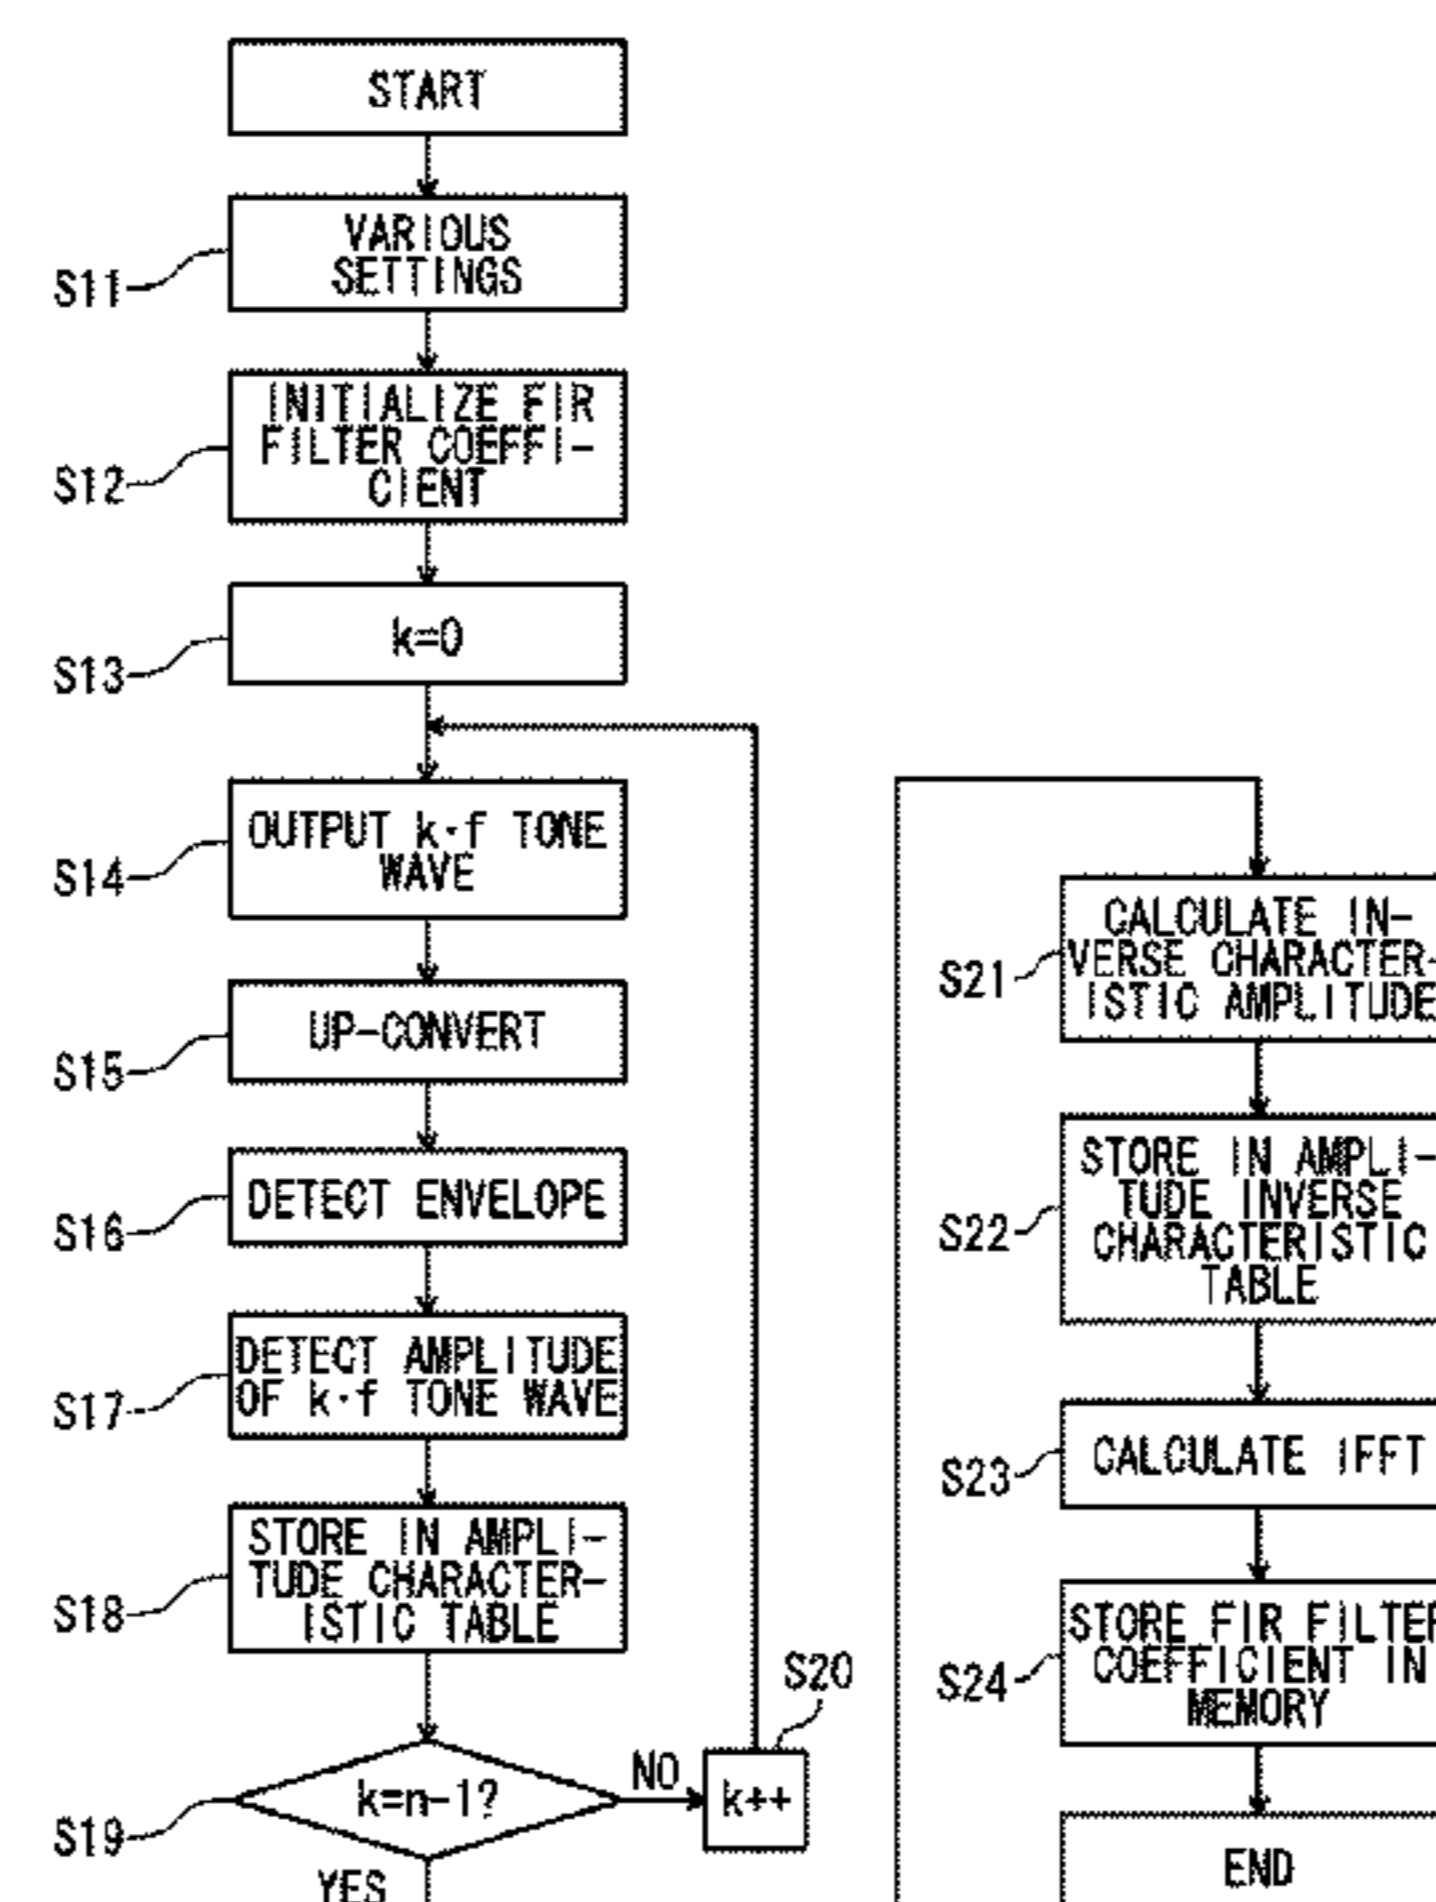 START
S11
VARIOUS
SETTINGS
S12
INITIALIZE FIR
FILTER COEFFI-
CIENT
S13
k=0
S14
OUTPUT k·f TONE
WAVE
S15
UP-CONVERT
S16
DETECT ENVELOPE
S17
DETECT AMPLITUDE
OF k·f TONE WAVE
S18
STORE IN AMPLI-
TUDE CHARACTER-
ISTIC TABLE
S19
k=n-1?
NO
YES
S20
k++
S21
CALCULATE IN-
VERSE CHARACTER-
ISTIC AMPLITUDE
S22
STORE IN AMPLI-
TUDE INVERSE
CHARACTERISTIC
TABLE
S23
CALCULATE IFFT
S24
STORE FIR FILTER
COEFFICIENT IN
MEMORY
END